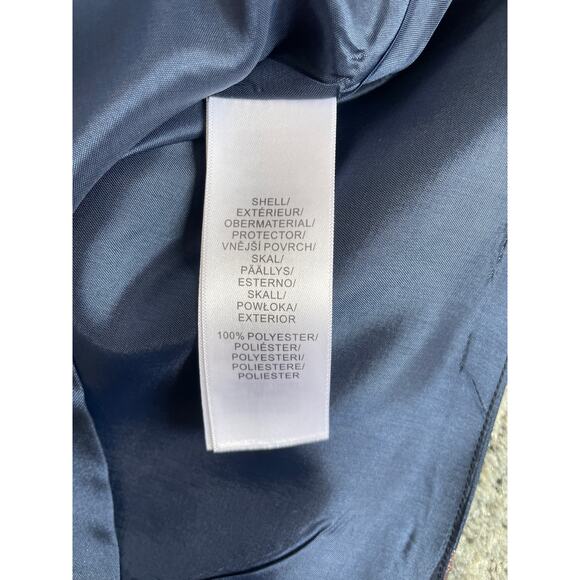 SHELL/
EXTÉRIEUR/
OBERMATERIAL/
PROTECTOR/
VNĚJŠÍ POVRCH/
SKAL/
PÄÄLLYS/
ESTERNO/
SKALL/
POWŁOKA/
EXTERIOR
100% POLYESTER/
POLIÉSTER/
POLYESTERI/
POLIESTERE/
POLIESTER